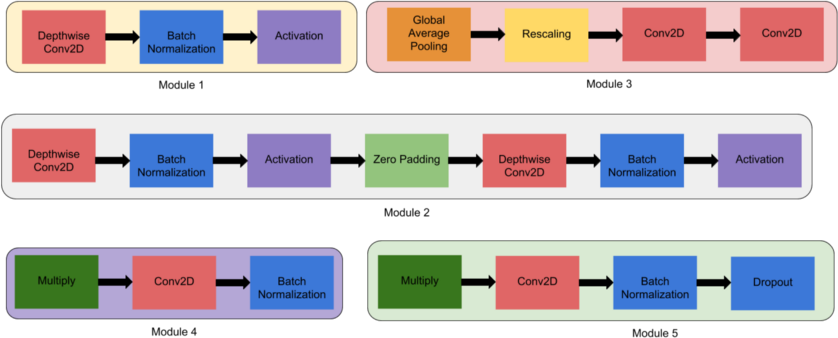 Depthwise
Conv2D
Batch
Normalization
Activation
Module 1
Global
Average
Pooling
Rescaling
Conv2D
Conv2D
Module 3
Depthwise
Conv2D
Batch
Normalization
Activation
Zero Padding
Depthwise
Conv2D
Batch
Normalization
Activation
Module 2
Multiply
Conv2D
Batch
Normalization
Module 4
Multiply
Conv2D
Batch
Normalization
Dropout
Module 5